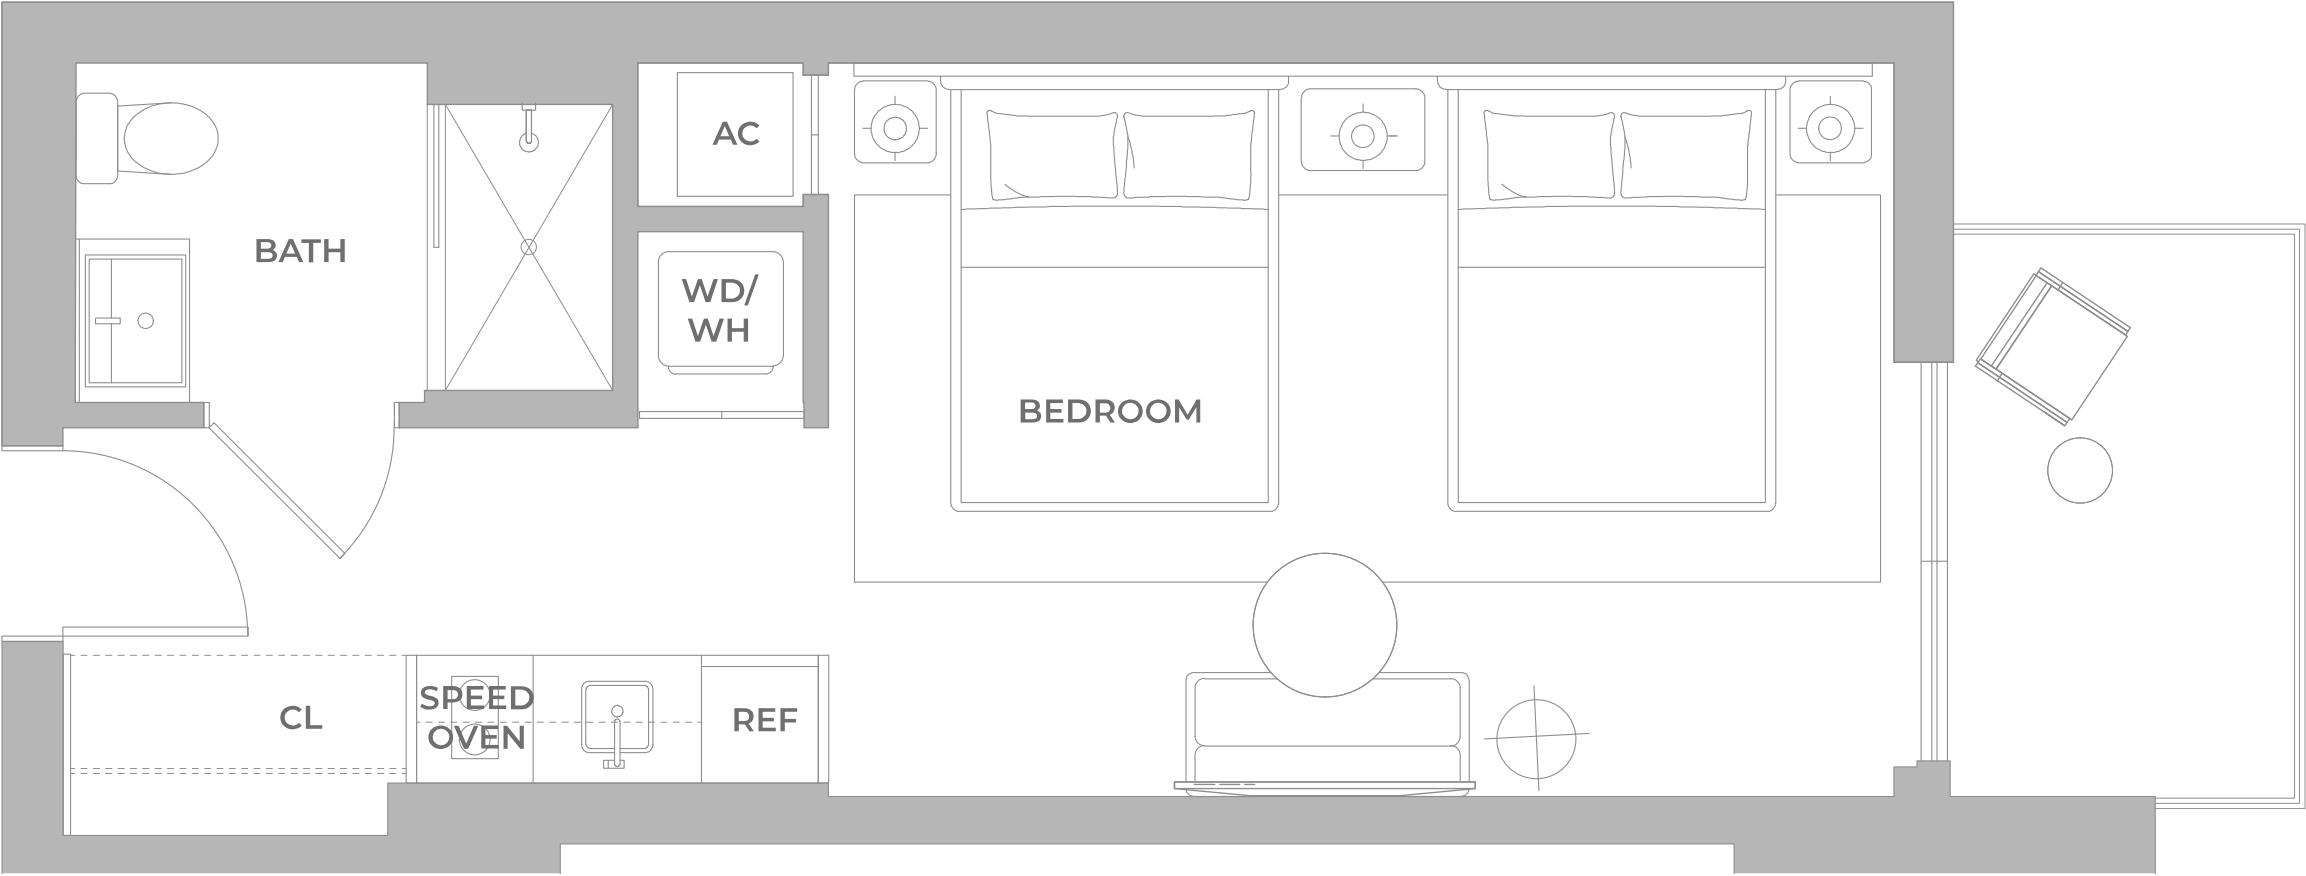 AC
BATH
WD/
WH
BEDROOM
CL
SPEED
OVEN
REF